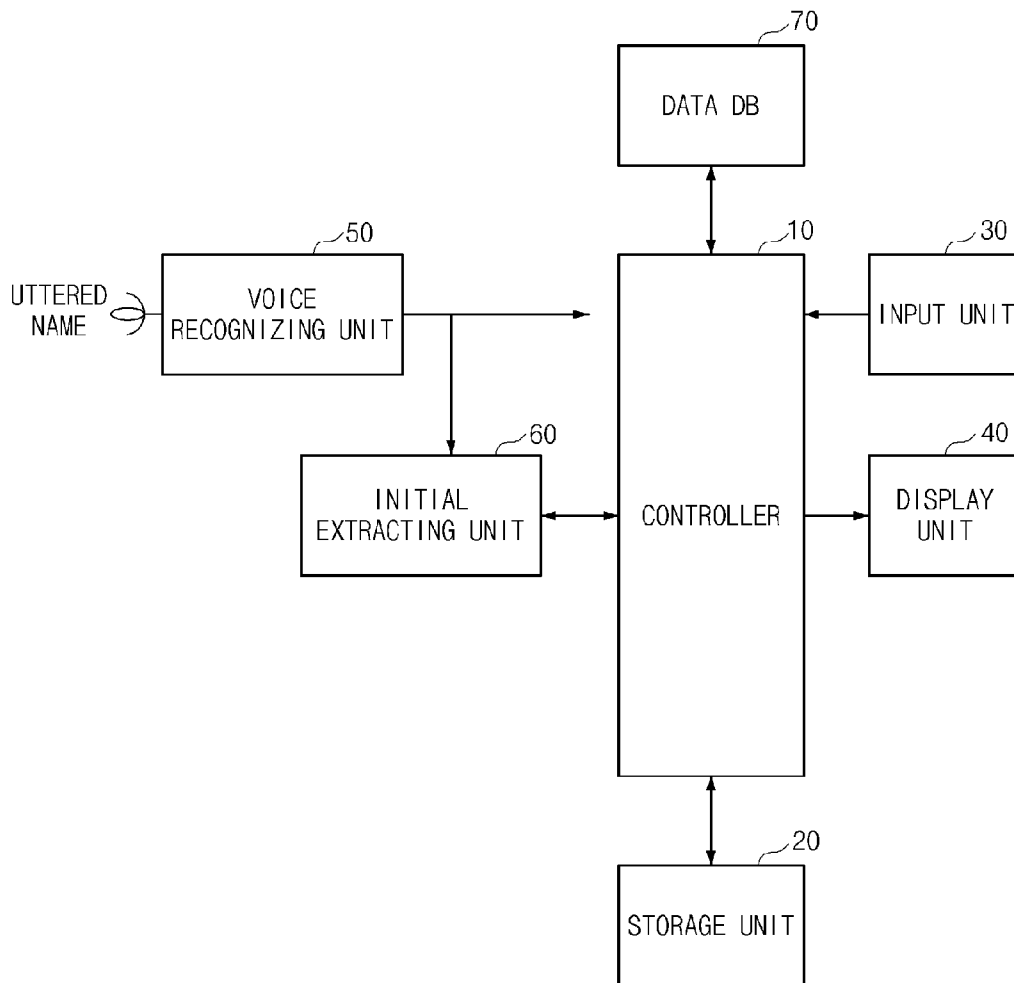 70
DATA DB
50
10
30
UTTERED
NAME
VOICE
RECOGNIZING UNIT
INPUT UNIT
60
40
INITIAL
EXTRACTING UNIT
CONTROLLER
DISPLAY
UNIT
20
STORAGE UNIT